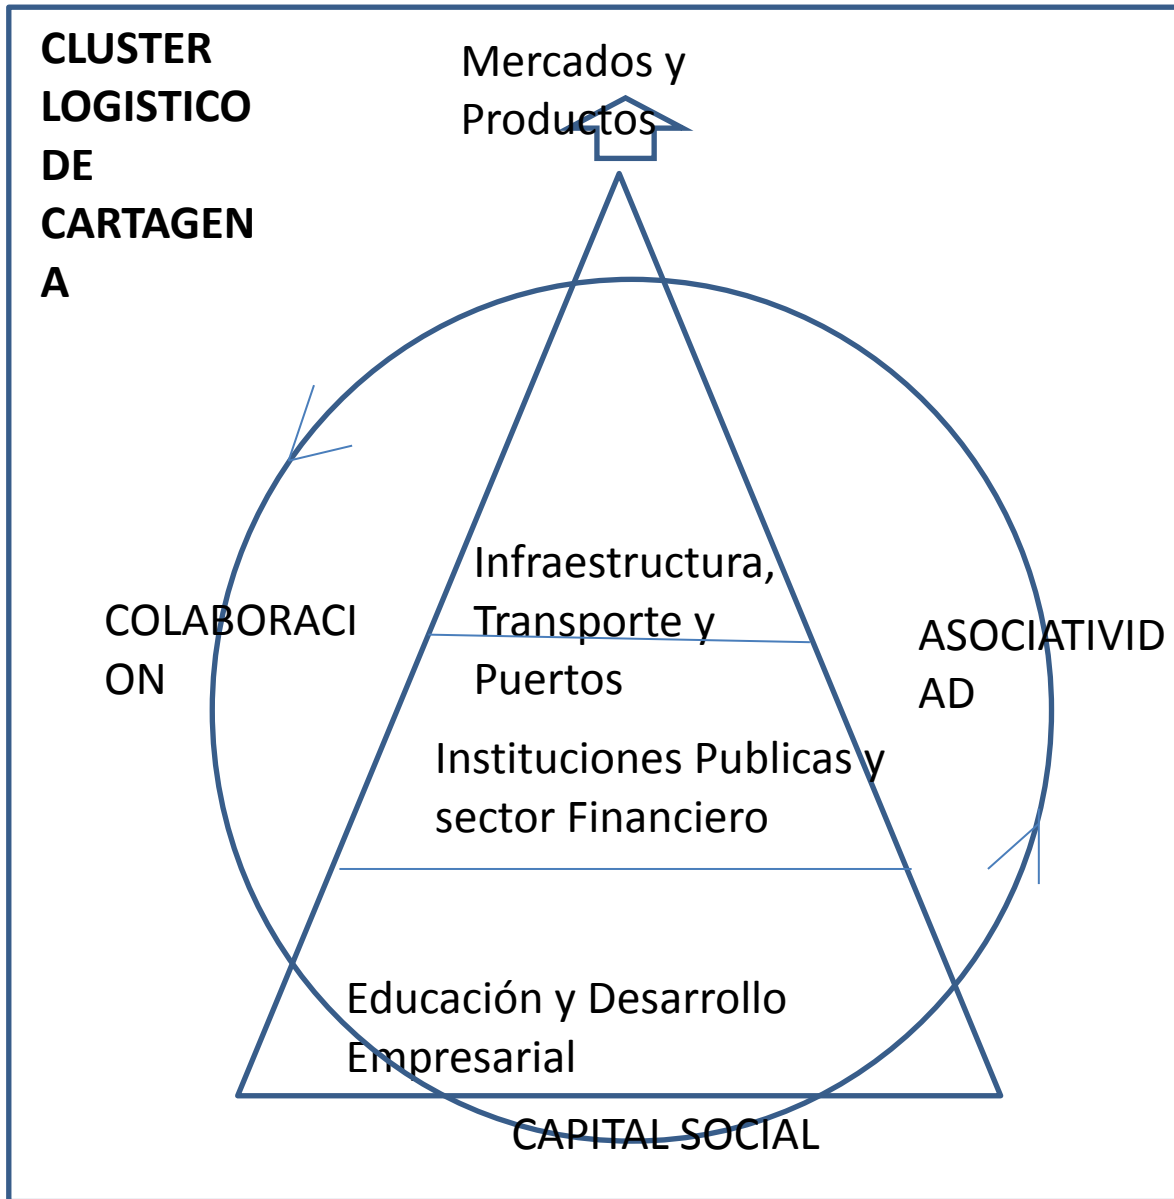 CLUSTER
LOGISTICO
DE
CARTAGEN
A
Mercados y
Productos
Infraestructura,
Transporte y
Puertos
COLABORACI
ON
ASOCIATIVID
AD
Instituciones Publicas y
sector Financiero
Educación y Desarrollo
Empresarial
CAPITAL SOCIAL